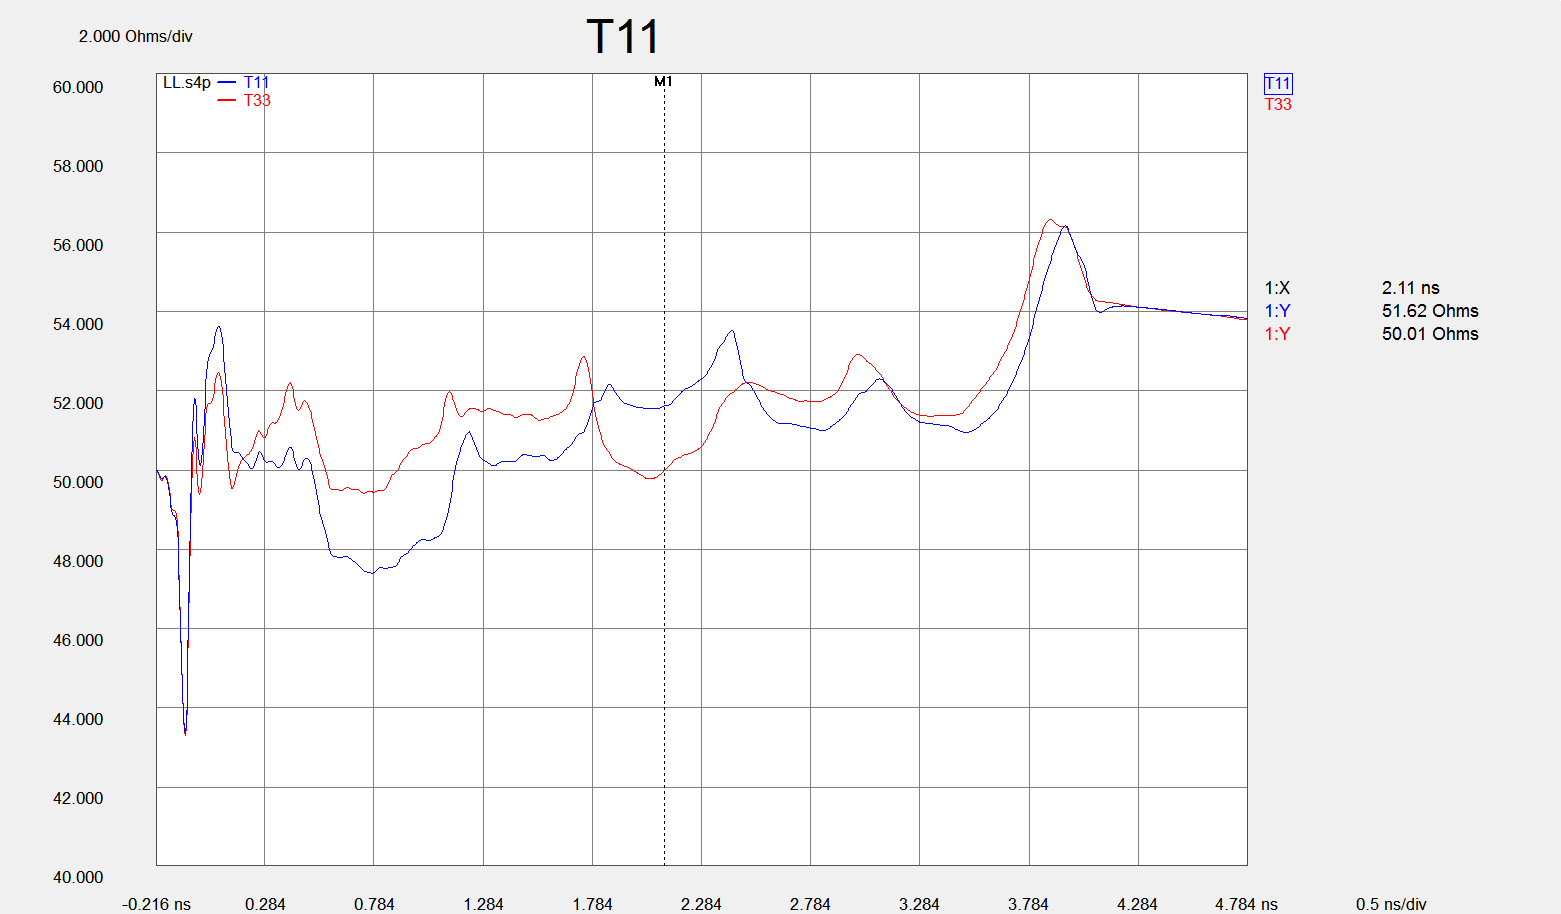 T11
2.000 Ohms/div
60.000
58.000
56.000
54.000
52.000
50.000
48.000
46.000
44.000
42.000
40.000
LL.s4p T11
T33
M1
T11
T33
1:X 2.11 ns
1:Y 51.62 Ohms
1:Y 50.01 Ohms
-0.216 ns 0.284 0.784 1.284 1.784 2.284 2.784 3.284 3.784 4.284 4.784 ns 0.5 ns/div